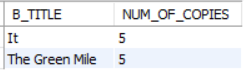 B_TITLE NUM_OF_COPIES
It 5
The Green Mile 5